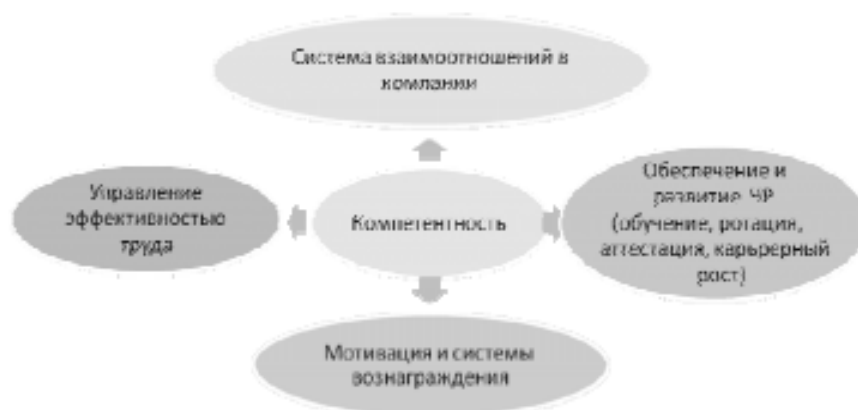 Система взаимоотношений в
компании
Управление
эффективностью
труда
Компетентность
Обеспечение и
развитие ЧР
(обучение, ротация,
аттестация, карьерный
рост)
Мотивация и системы
вознаграждения